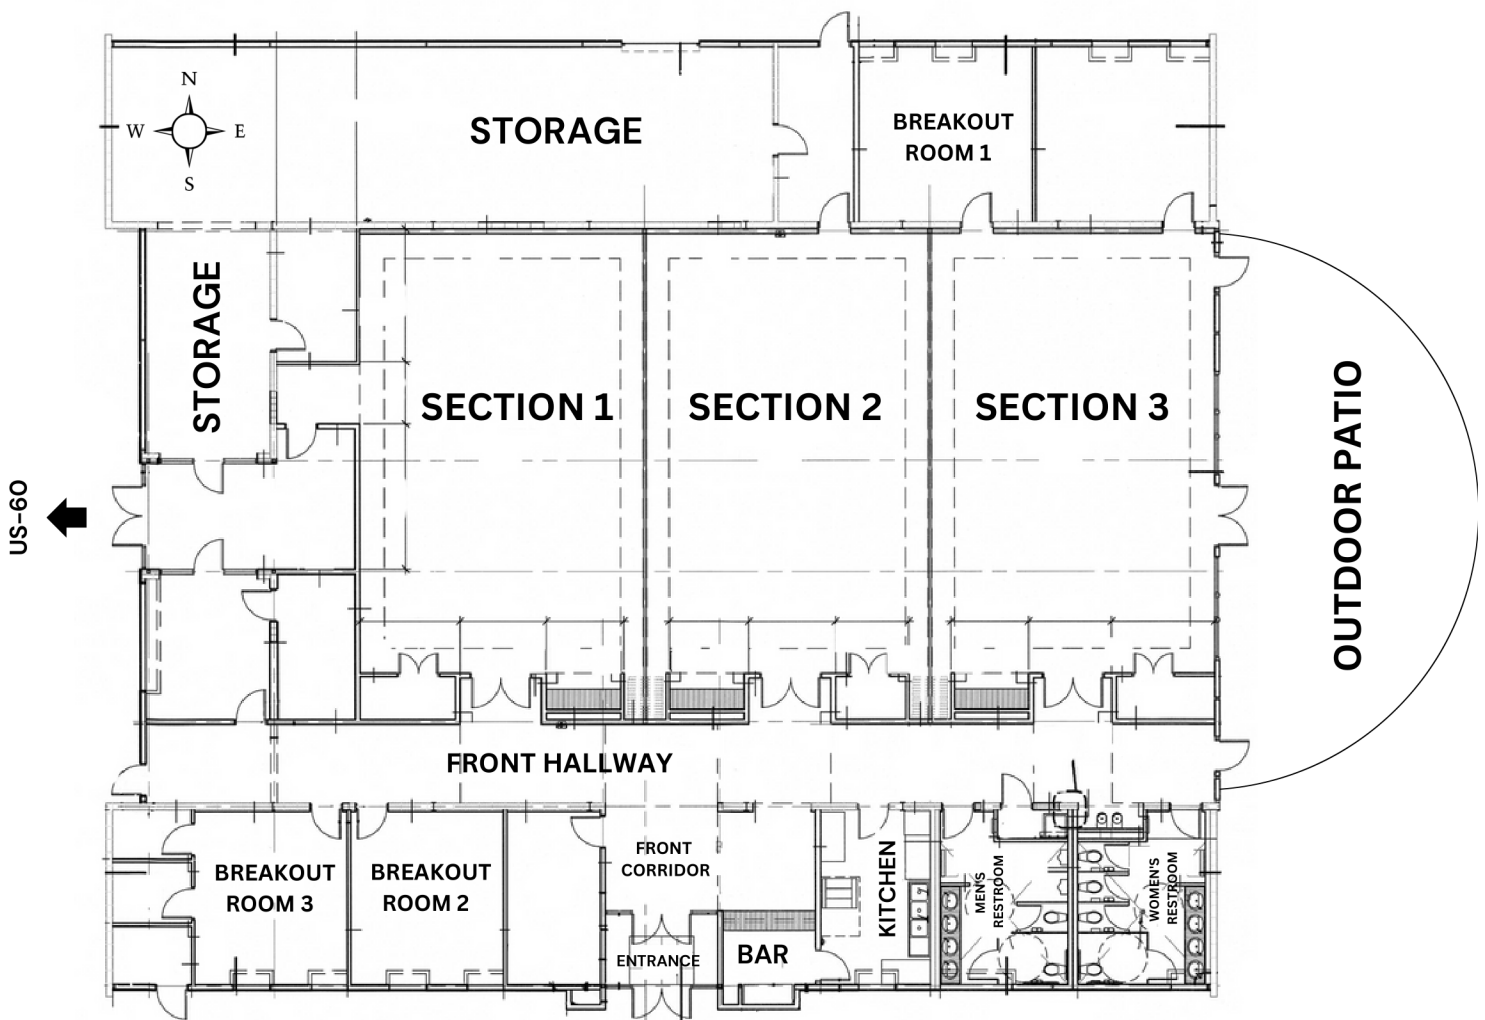 N
W E
S
STORAGE
BREAKOUT
ROOM 1
STORAGE
SECTION 1
SECTION 2
SECTION 3
OUTDOOR PATIO
US-60
FRONT HALLWAY
BREAKOUT
ROOM 3
BREAKOUT
ROOM 2
FRONT
CORRIDOR
ENTRANCE
BAR
KITCHEN
MEN'S
RESTROOM
WOMEN'S
RESTROOM